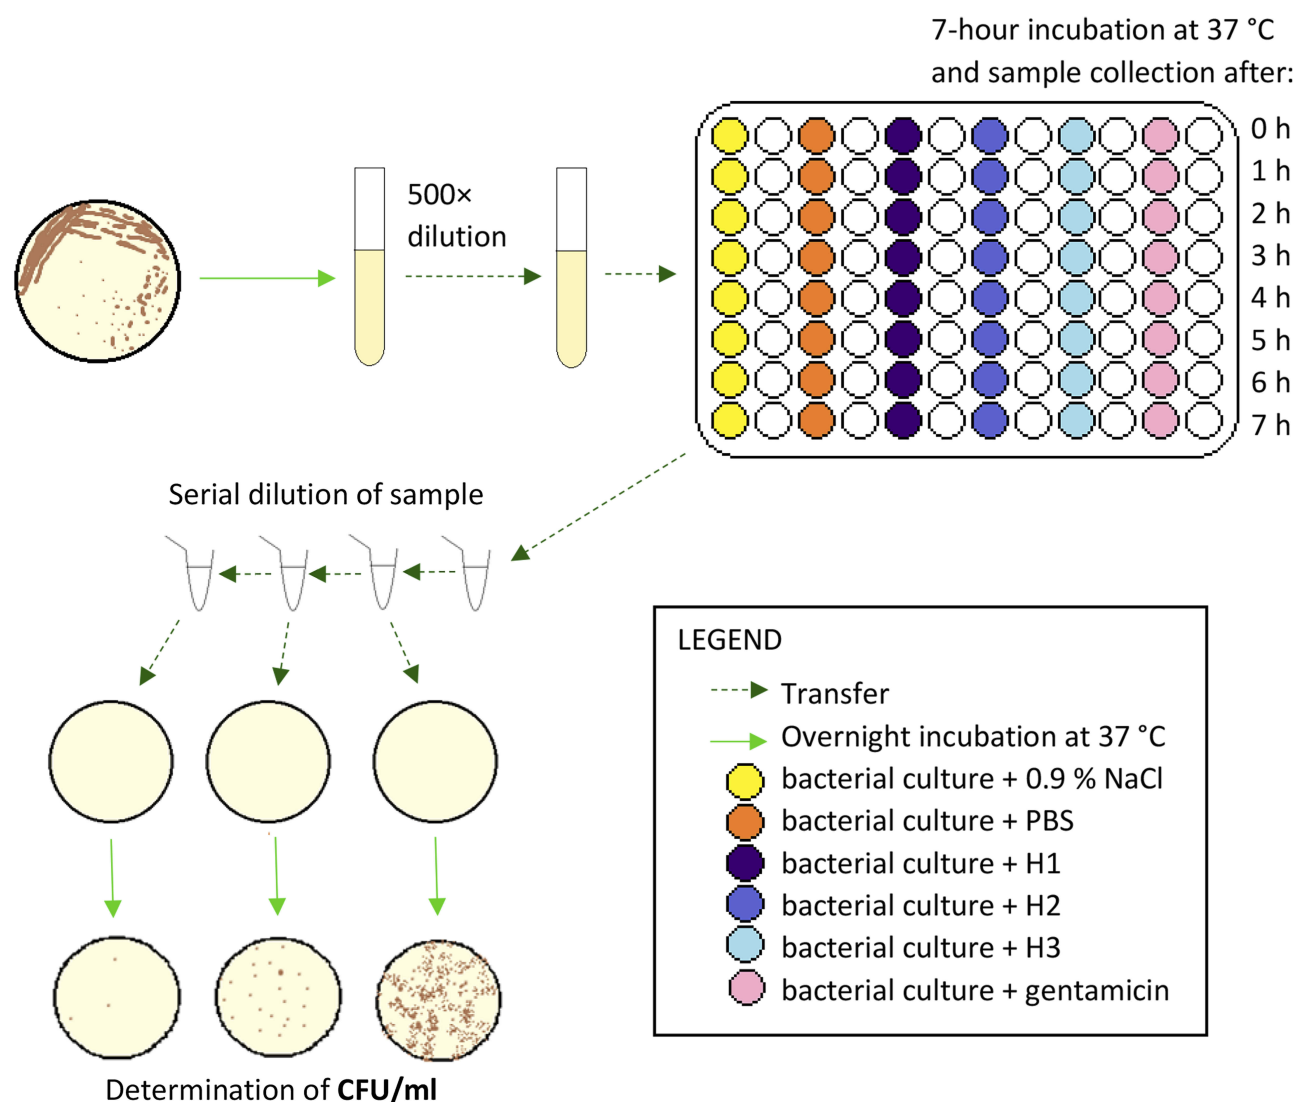 7-hour incubation at 37 °C
and sample collection after:
0 h
1 h
2 h
3 h
4 h
5 h
6 h
7 h
500×
dilution
Serial dilution of sample
LEGEND
Transfer
Overnight incubation at 37 °C
bacterial culture + 0.9 % NaCl
bacterial culture + PBS
bacterial culture + H1
bacterial culture + H2
bacterial culture + H3
bacterial culture + gentamicin
Determination of CFU/ml